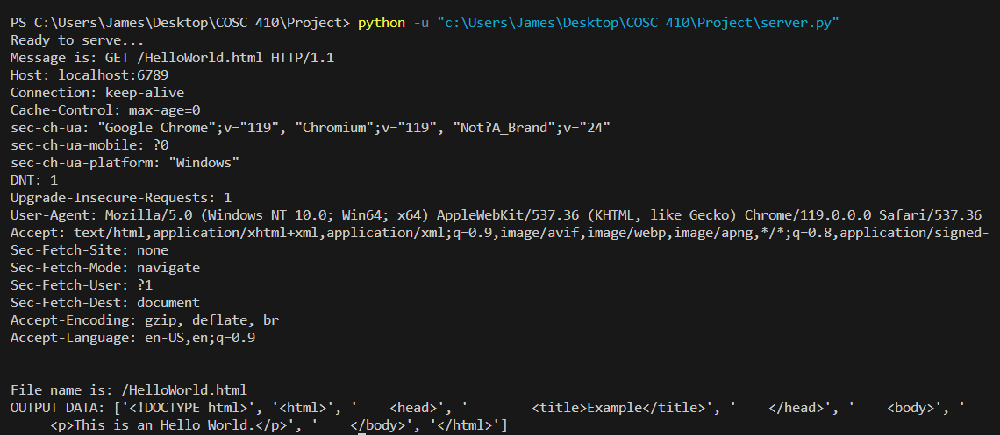 PS C:\Users\James\Desktop\COSC 410\Project> python -u "c:\Users\James\Desktop\COSC 410\Project\server.py"
Ready to serve...
Message is: GET /HelloWorld.html HTTP/1.1
Host: localhost:6789
Connection: keep-alive
Cache-Control: max-age=0
sec-ch-ua: "Google Chrome";v="119", "Chromium";v="119", "Not?A_Brand";v="24"
sec-ch-ua-mobile: ?0
sec-ch-ua-platform: "Windows"
DNT: 1
Upgrade-Insecure-Requests: 1
User-Agent: Mozilla/5.0 (Windows NT 10.0; Win64; x64) AppleWebKit/537.36 (KHTML, like Gecko) Chrome/119.0.0.0 Safari/537.36
Accept: text/html,application/xhtml+xml,application/xml;q=0.9,image/avif,image/webp,image/apng,*/*;q=0.8,application/signed-
Sec-Fetch-Site: none
Sec-Fetch-Mode: navigate
Sec-Fetch-User: ?1
Sec-Fetch-Dest: document
Accept-Encoding: gzip, deflate, br
Accept-Language: en-US,en;q=0.9
File name is: /HelloWorld.html
OUTPUT DATA: ['<!DOCTYPE html>', '<html>', '    <head>', '        <title>Example</title>', '    </head>', '    <body>', '
     <p>This is an Hello World.</p>', '    </body>', '</html>']